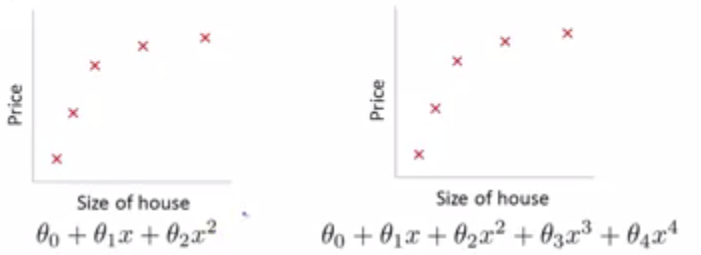 Price
Size of house
θ₀ + θ₁x + θ₂x²
Price
Size of house
θ₀ + θ₁x + θ₂x² + θ₃x³ + θ₄x⁴